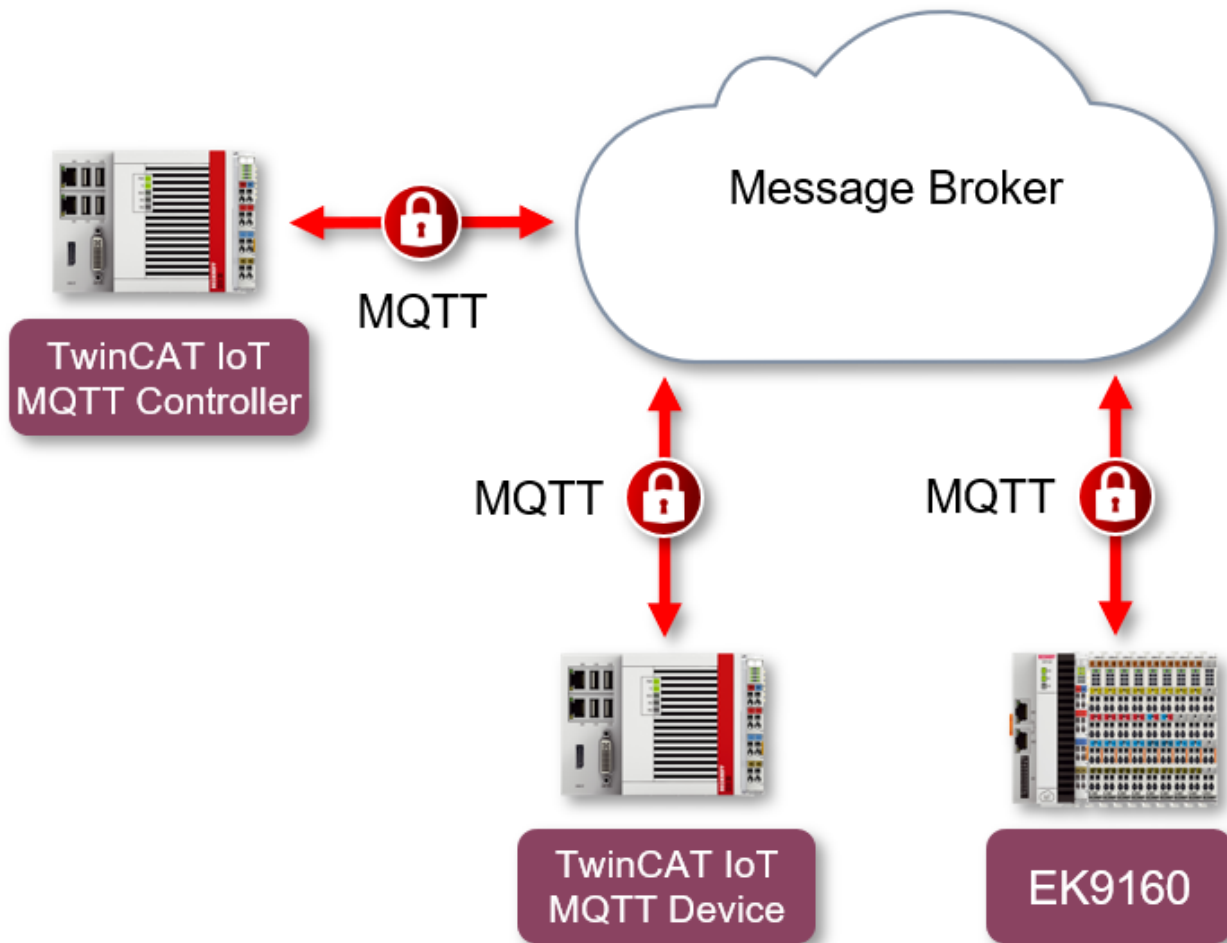 Message Broker
MQTT
TwinCAT IoT
MQTT Controller
MQTT
MQTT
TwinCAT IoT
MQTT Device
EK9160